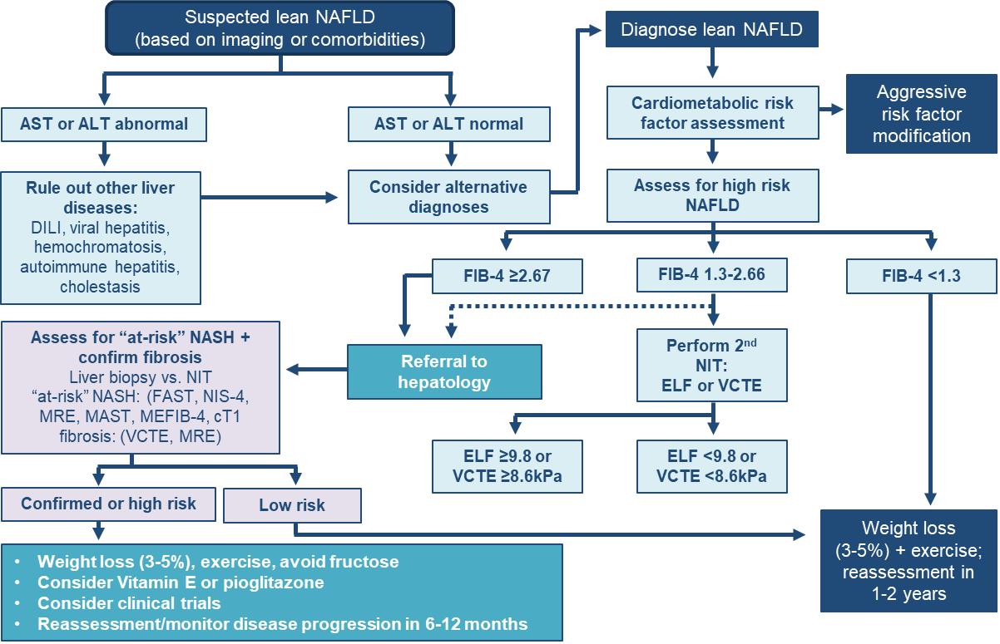 Suspected lean NAFLD
(based on imaging or comorbidities)
AST or ALT abnormal
AST or ALT normal
Rule out other liver
diseases:
DILI, viral hepatitis,
hemochromatosis,
autoimmune hepatitis,
cholestasis
Consider alternative
diagnoses
Diagnose lean NAFLD
Cardiometabolic risk
factor assessment
Aggressive
risk factor
modification
Assess for high risk
NAFLD
FIB-4 ≥2.67
FIB-4 1.3-2.66
FIB-4 <1.3
Referral to
hepatology
Perform 2nd
NIT:
ELF or VCTE
ELF ≥9.8 or
VCTE ≥8.6kPa
ELF <9.8 or
VCTE <8.6kPa
Assess for “at-risk” NASH +
confirm fibrosis
Liver biopsy vs. NIT
“at-risk” NASH: (FAST, NIS-4,
MRE, MAST, MEFIB-4, cT1
fibrosis: (VCTE, MRE)
Confirmed or high risk
Low risk
• Weight loss (3-5%), exercise, avoid fructose
• Consider Vitamin E or pioglitazone
• Consider clinical trials
• Reassessment/monitor disease progression in 6-12 months
Weight loss
(3-5%) + exercise;
reassessment in
1-2 years